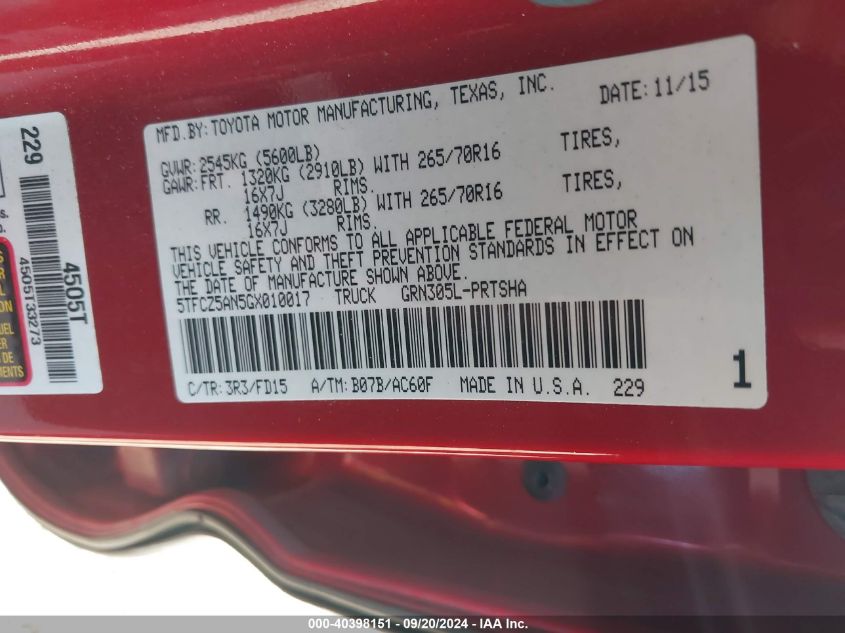 MFD.BY:TOYOTA MOTOR MANUFACTURING, TEXAS, INC. DATE:11/15
GVWR:2545KG (5600LB)
GAWR:FRT. 1320KG (2910LB) WITH 265/70R16 TIRES,
16X7J RIMS.
RR. 1490KG (3280LB) WITH 265/70R16 TIRES,
16X7J RIMS.
THIS VEHICLE CONFORMS TO ALL APPLICABLE FEDERAL MOTOR
VEHICLE SAFETY AND THEFT PREVENTION STANDARDS IN EFFECT ON
THE DATE OF MANUFACTURE SHOWN ABOVE.
5TFCZ5AN5GX010017 TRUCK GRN305L-PRTSHA
C/TR:3R3/FD15 A/TM:B07B/AC60F MADE IN U.S.A. 229
1
229
4505T
4505T33273
s.
d.
S
R
L
UEL
E
E
MENTS
000-40398151 - 09/20/2024 - IAA Inc.